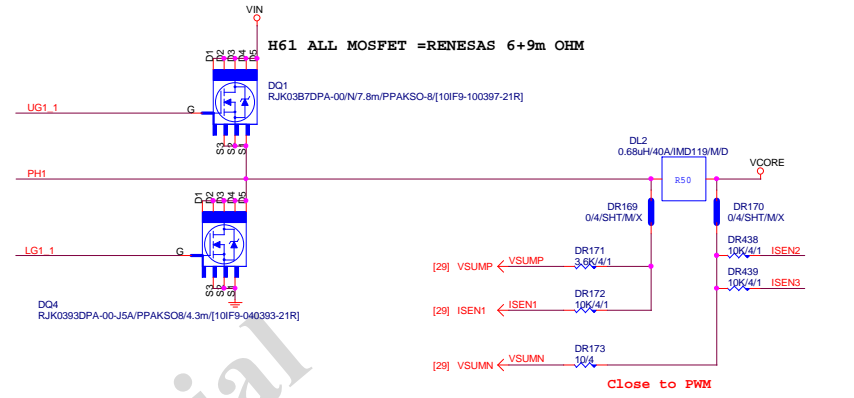 VIN
H61 ALL MOSFET =RENESAS 6+9m OHM
D1
D2
D3
D4
D5
DQ1
RJK03B7DPA-00/N/7.8m/PPAKSO-8/[10IF9-100397-21R]
UG1_1
G
S3
S2
S1
PH1
DL2
0.68uH/40A/IMD119/M/D
R50
VCORE
D1
D2
D3
D4
D5
DR169
0/4/SHT/M/X
DR170
0/4/SHT/M/X
LG1_1
G
S3
S2
S1
DQ4
RJK0393DPA-00-J5A/PPAKSO8/4.3m/[10IF9-040393-21R]
DR438
10K/4/1
ISEN2
DR439
10K/4/1
ISEN3
[29] VSUMP
VSUMP
DR171
3.6K/4/1
[29] ISEN1
ISEN1
DR172
10K/4/1
[29] VSUMN
VSUMN
DR173
10/4
Close to PWM
ial